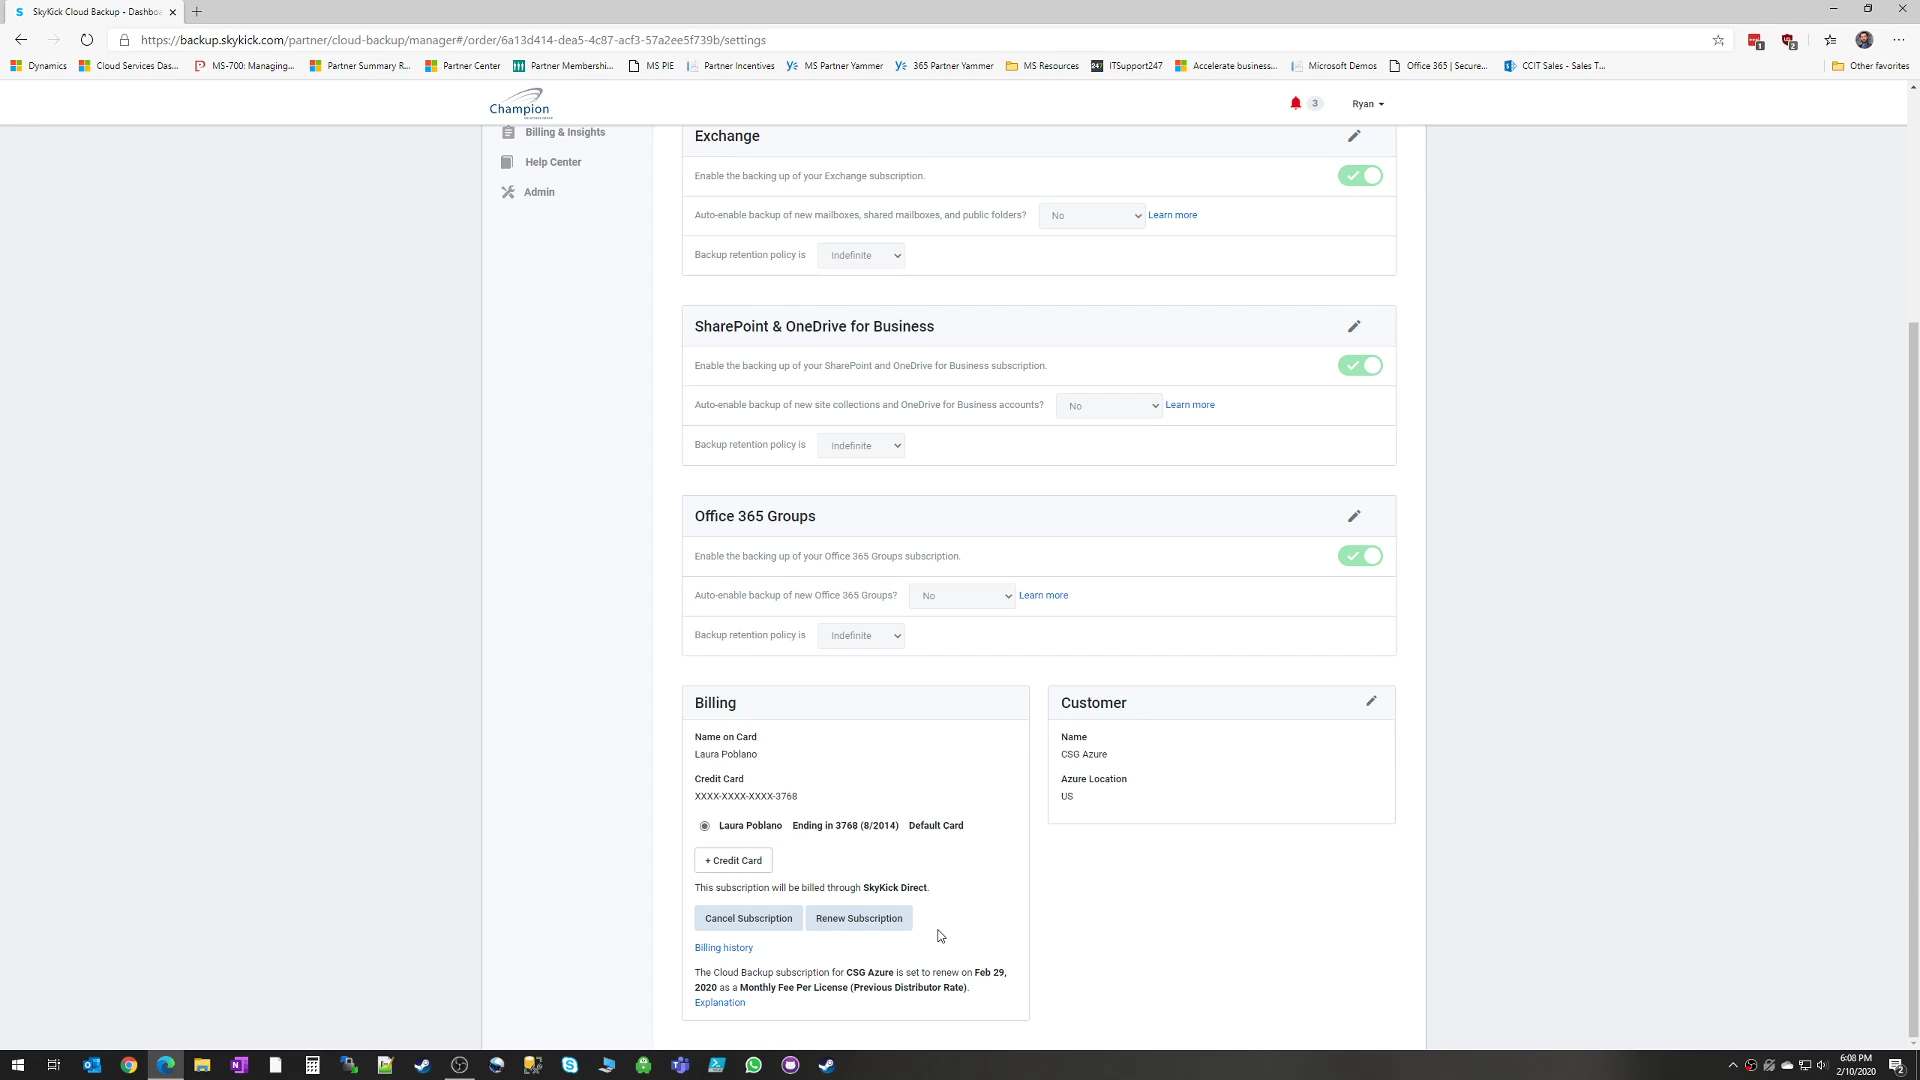 SkyKick Cloud Backup - Dashboa
https://backup.skykick.com/partner/cloud-backup/manager#/order/6a13d414-dea5-4c87-acf3-57a2ee5f739b/settings
1
2
Dynamics
Cloud Services Das...
MS-700: Managing...
Partner Summary R...
Partner Center
Partner Membershi...
MS PIE
Partner Incentives
MS Partner Yammer
365 Partner Yammer
MS Resources
ITSupport247
Accelerate business...
Microsoft Demos
Office 365 | Secure...
CCIT Sales - Sales T...
Other favorites
Champion
3
Ryan
Billing & Insights
Help Center
Admin
Exchange
Enable the backing up of your Exchange subscription.
Auto-enable backup of new mailboxes, shared mailboxes, and public folders? No Learn more
Backup retention policy is Indefinite
SharePoint & OneDrive for Business
Enable the backing up of your SharePoint and OneDrive for Business subscription.
Auto-enable backup of new site collections and OneDrive for Business accounts? No Learn more
Backup retention policy is Indefinite
Office 365 Groups
Enable the backing up of your Office 365 Groups subscription.
Auto-enable backup of new Office 365 Groups? No Learn more
Backup retention policy is Indefinite
Billing
Name on Card
Laura Poblano
Credit Card
XXXX-XXXX-XXXX-3768
Laura Poblano Ending in 3768 (8/2014) Default Card
+ Credit Card
This subscription will be billed through SkyKick Direct.
Cancel Subscription Renew Subscription
Billing history
The Cloud Backup subscription for CSG Azure is set to renew on Feb 29,
2020 as a Monthly Fee Per License (Previous Distributor Rate).
Explanation
Customer
Name
CSG Azure
Azure Location
US
6:08 PM
2/10/2020
2